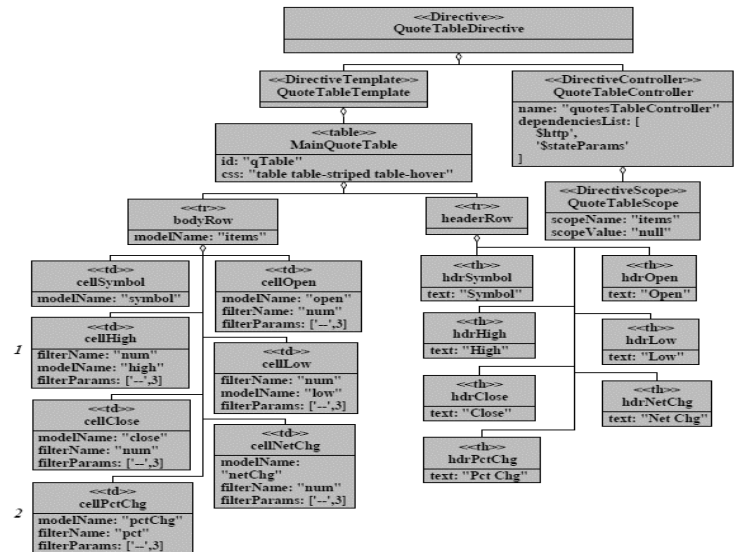 <<Directive>>
QuoteTableDirective
<<DirectiveTemplate>>
QuoteTableTemplate
<<DirectiveController>>
QuoteTableController
name: "quotesTableController"
dependenciesList: [
$http',
'$stateParams'
]
<<table>>
MainQuoteTable
id: "qTable"
css: "table table-striped table-hover"
<<DirectiveScope>>
QuoteTableScope
scopeName: "items"
scopeValue: "null"
<<tr>>
bodyRow
modelName: "items"
<<tr>>
headerRow
<<td>>
cellSymbol
modelName: "symbol"
<<td>>
cellOpen
modelName: "open"
filterName: "num"
filterParams: ['--',3]
1
<<td>>
cellHigh
filterName: "num"
modelName: "high"
filterParams: ['--',3]
<<td>>
cellLow
filterName: "num"
modelName: "low"
filterParams: ['--',3]
<<td>>
cellClose
modelName: "close"
filterName: "num"
filterParams: ['--',3]
<<td>>
cellNetChg
modelName:
"netChg"
filterName: "num"
filterParams: ['--',3]
2
<<td>>
cellPctChg
modelName: "pctChg"
filterName: "pct"
filterParams: ['--',3]
<<th>>
hdrSymbol
text: "Symbol"
<<th>>
hdrOpen
text: "Open"
<<th>>
hdrHigh
text: "High"
<<th>>
hdrLow
text: "Low"
<<th>>
hdrClose
text: "Close"
<<th>>
hdrNetChg
text: "Net Chg"
<<th>>
hdrPctChg
text: "Pct Chg"